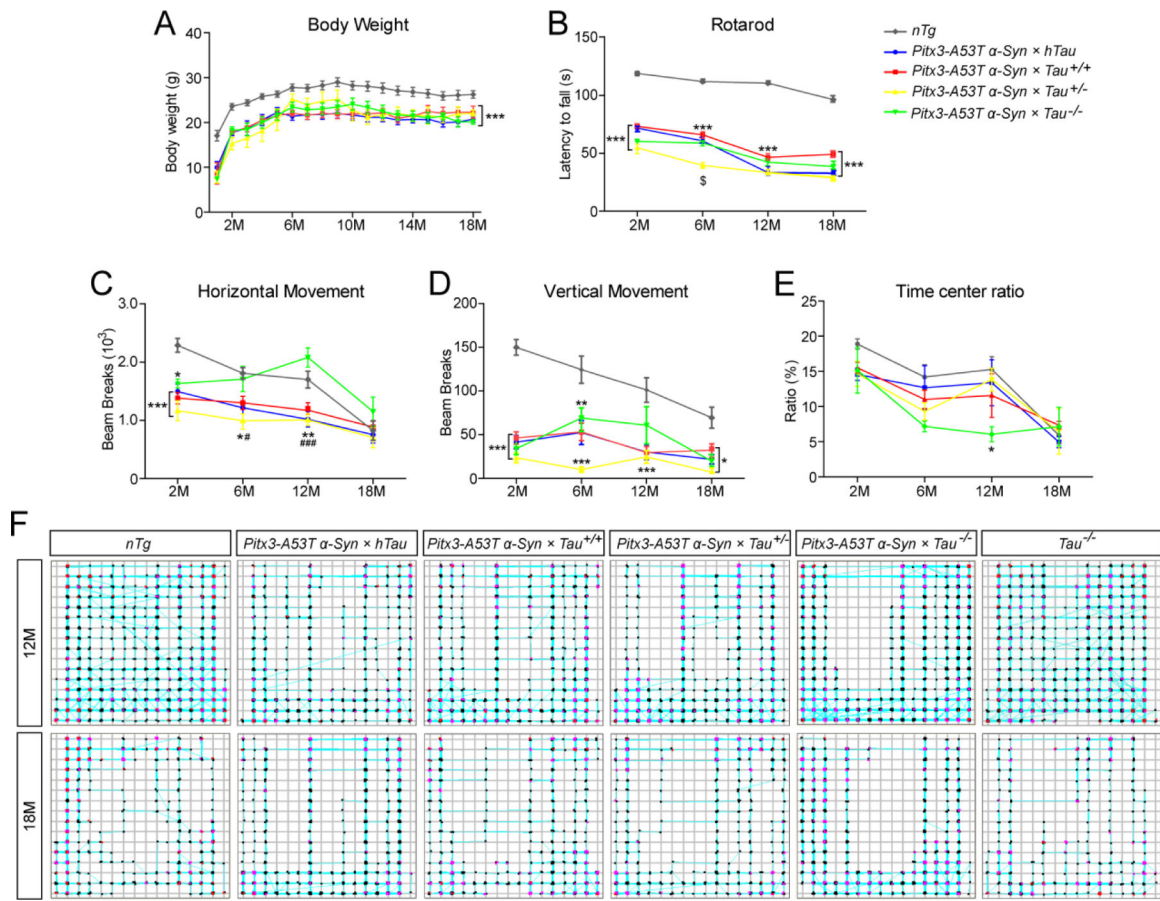 A
Body Weight
Body weight (g)
40
30
20
10
0
2M 6M 10M 14M 18M
***
B
Rotarod
Latency to fall (s)
150
100
50
0
2M 6M 12M 18M
***
***
***
***
$
nTg
Pitx3-A53T α-Syn × hTau
Pitx3-A53T α-Syn × Tau+/+
Pitx3-A53T α-Syn × Tau+/-
Pitx3-A53T α-Syn × Tau-/-
C
Horizontal Movement
Beam Breaks (10³)
3.0
2.0
1.0
0
2M 6M 12M 18M
*
***
*#
**
###
D
Vertical Movement
Beam Breaks
200
150
100
50
0
2M 6M 12M 18M
**
***
***
***
*
E
Time center ratio
Ratio (%)
25
20
15
10
5
0
2M 6M 12M 18M
*
F
nTg
Pitx3-A53T α-Syn × hTau
Pitx3-A53T α-Syn × Tau+/+
Pitx3-A53T α-Syn × Tau+/-
Pitx3-A53T α-Syn × Tau-/-
Tau-/-
12M
18M